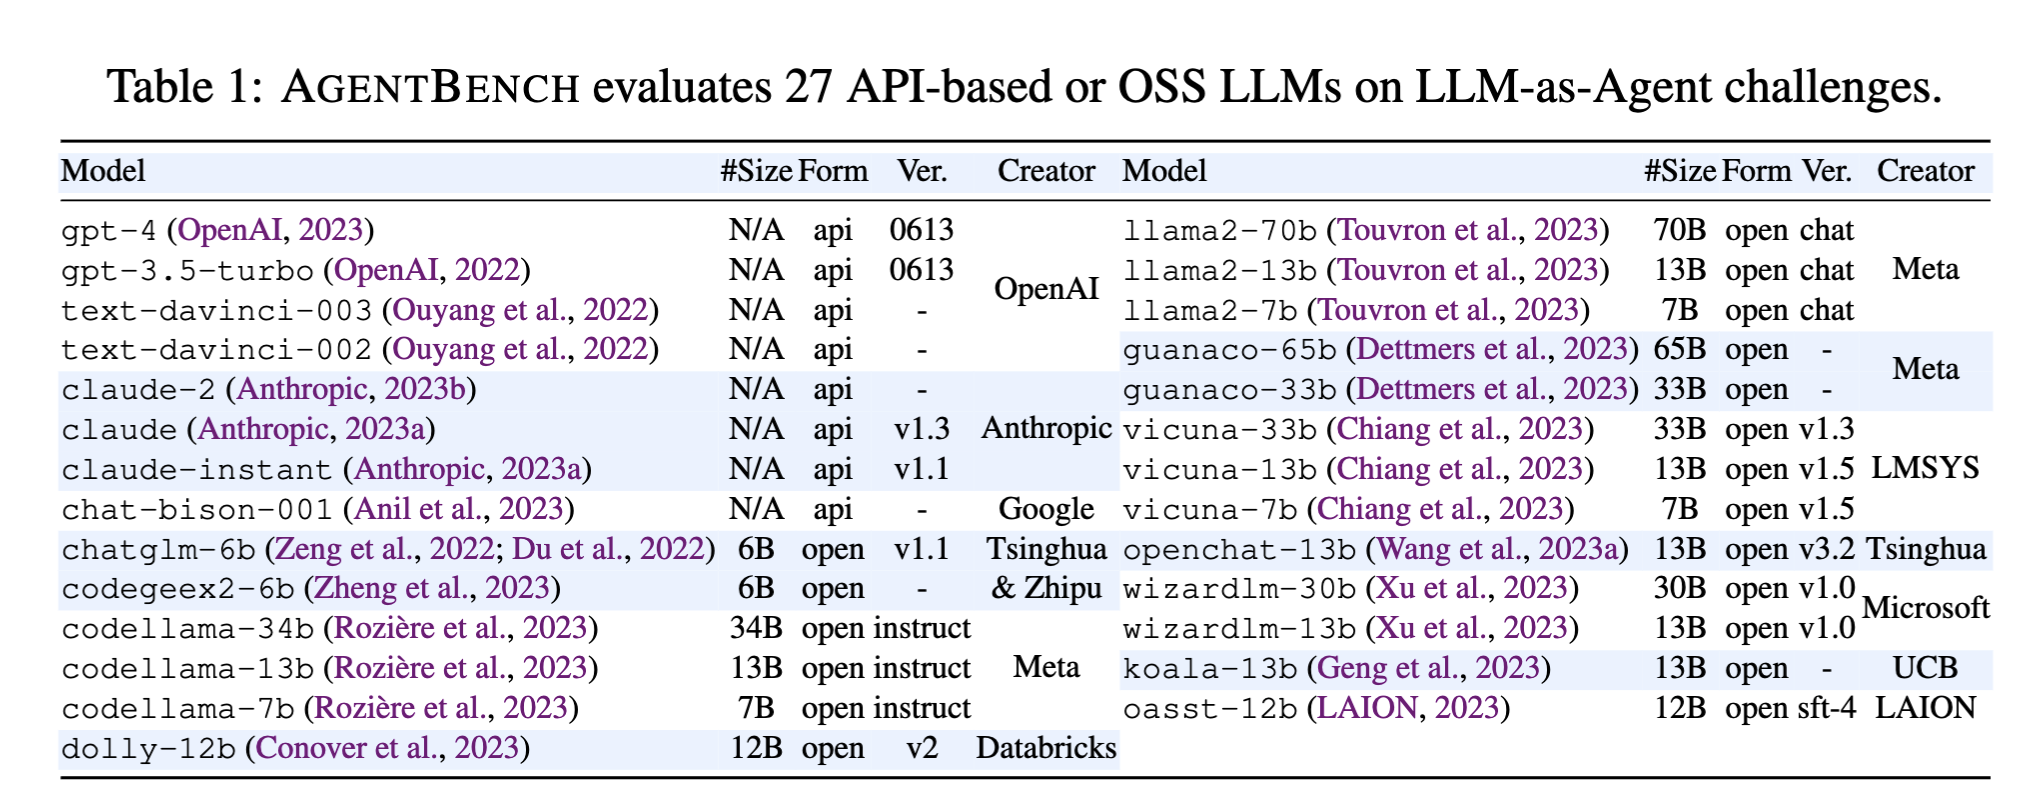 Table 1: AGENTBENCH evaluates 27 API-based or OSS LLMs on LLM-as-Agent challenges.
Model #Size Form Ver. Creator Model #Size Form Ver. Creator
gpt-4 (OpenAI, 2023) N/A api 0613 OpenAI llama2-70b (Touvron et al., 2023) 70B open chat Meta
gpt-3.5-turbo (OpenAI, 2022) N/A api 0613 llama2-13b (Touvron et al., 2023) 13B open chat
text-davinci-003 (Ouyang et al., 2022) N/A api - llama2-7b (Touvron et al., 2023) 7B open chat
text-davinci-002 (Ouyang et al., 2022) N/A api - guanaco-65b (Dettmers et al., 2023) 65B open - Meta
claude-2 (Anthropic, 2023b) N/A api - Anthropic guanaco-33b (Dettmers et al., 2023) 33B open -
claude (Anthropic, 2023a) N/A api v1.3 vicuna-33b (Chiang et al., 2023) 33B open v1.3 LMSYS
claude-instant (Anthropic, 2023a) N/A api v1.1 vicuna-13b (Chiang et al., 2023) 13B open v1.5
chat-bison-001 (Anil et al., 2023) N/A api - Google vicuna-7b (Chiang et al., 2023) 7B open v1.5
chatglm-6b (Zeng et al., 2022; Du et al., 2022) 6B open v1.1 Tsinghua openchat-13b (Wang et al., 2023a) 13B open v3.2 Tsinghua
codegeex2-6b (Zheng et al., 2023) 6B open - & Zhipu wizardlm-30b (Xu et al., 2023) 30B open v1.0 Microsoft
codellama-34b (Rozière et al., 2023) 34B open instruct Meta wizardlm-13b (Xu et al., 2023) 13B open v1.0
codellama-13b (Rozière et al., 2023) 13B open instruct koala-13b (Geng et al., 2023) 13B open - UCB
codellama-7b (Rozière et al., 2023) 7B open instruct oasst-12b (LAION, 2023) 12B open sft-4 LAION
dolly-12b (Conover et al., 2023) 12B open v2 Databricks